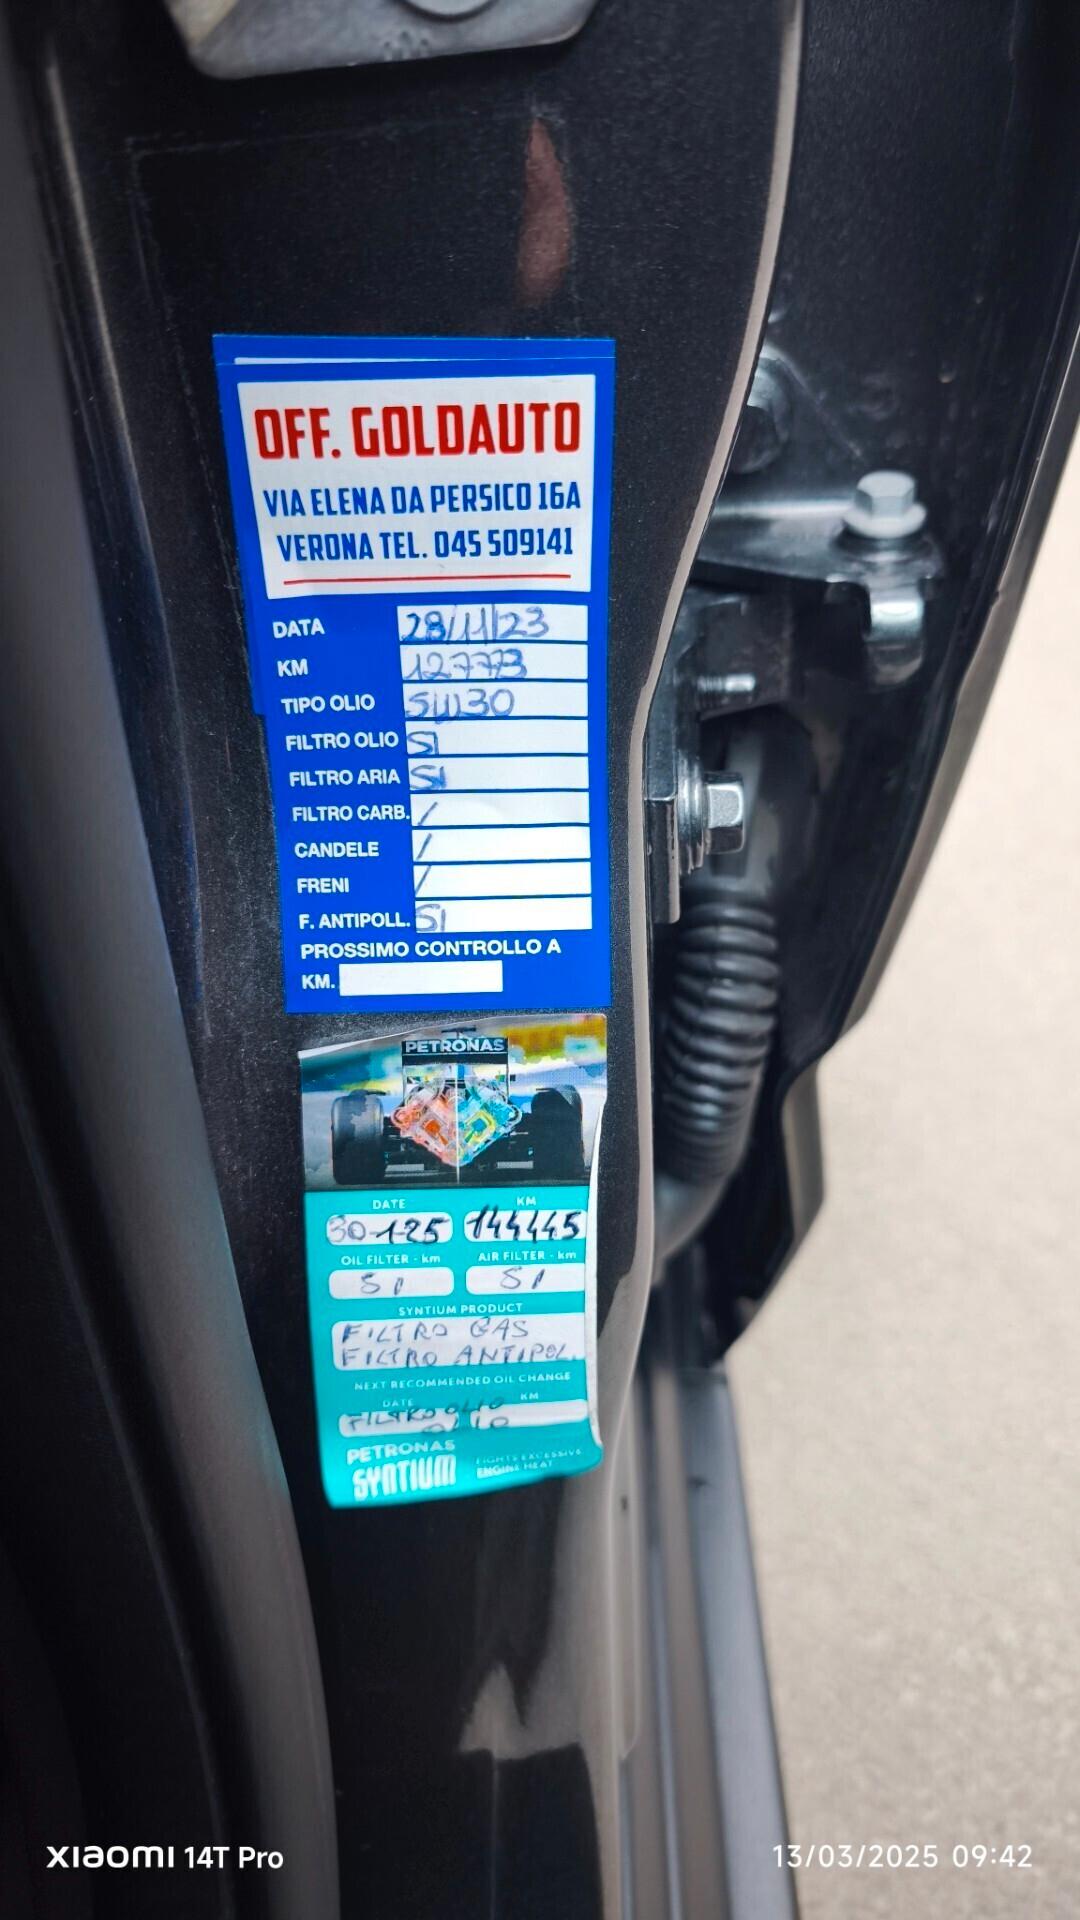 OFF. GOLDAUTO
VIA ELENA DA PERSICO 16A
VERONA TEL. 045 509141
DATA 28/11/23
KM 127773
TIPO OLIO 5W30
FILTRO OLIO SI
FILTRO ARIA SI
FILTRO CARB. /
CANDELE /
FRENI /
F. ANTIPOLL. SI
PROSSIMO CONTROLLO A
KM.
PETRONAS
DATE KM
30-1-25 144445
OIL FILTER - km AIR FILTER - km
SI SI
SYNTIUM PRODUCT
FILTRO GAS
FILTRO ANTIPOL.
NEXT RECOMMENDED OIL CHANGE
DATE KM
FILTRO OLIO
OLIO
PETRONAS
SYNTIUM
FIGHTS EXCESSIVE
ENGINE HEAT
XIAOMI 14T Pro
13/03/2025 09:42